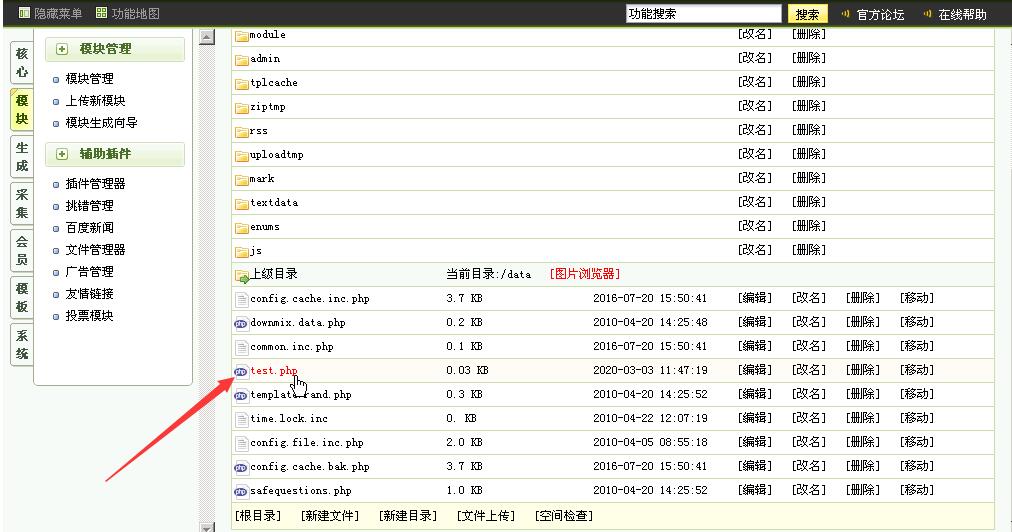 隐藏菜单 功能地图 功能搜索 搜索 官方论坛 在线帮助
核心
模块
生成
采集
会员
模板
系统
模块管理
模块管理
上传新模块
模块生成向导
辅助插件
插件管理器
挑错管理
百度新闻
文件管理器
广告管理
友情链接
投票模块
module [改名] [删除]
admin [改名] [删除]
tplcache [改名] [删除]
ziptmp [改名] [删除]
rss [改名] [删除]
uploadtmp [改名] [删除]
mark [改名] [删除]
textdata [改名] [删除]
enums [改名] [删除]
js [改名] [删除]
上级目录 当前目录:/data [图片浏览器]
config.cache.inc.php 3.7 KB 2016-07-20 15:50:41 [编辑] [改名] [删除] [移动]
downmix.data.php 0.2 KB 2010-04-20 14:25:48 [编辑] [改名] [删除] [移动]
common.inc.php 0.1 KB 2016-07-20 15:50:41 [编辑] [改名] [删除] [移动]
test.php 0.03 KB 2020-03-03 11:47:19 [编辑] [改名] [删除] [移动]
template.rand.php 0.3 KB 2010-04-20 14:25:52 [编辑] [改名] [删除] [移动]
time.lock.inc 0. KB 2010-04-22 12:07:19 [编辑] [改名] [删除] [移动]
config.file.inc.php 2.0 KB 2010-04-05 08:55:18 [编辑] [改名] [删除] [移动]
config.cache.bak.php 3.7 KB 2016-07-20 15:50:41 [编辑] [改名] [删除] [移动]
safequestions.php 1.0 KB 2010-04-20 14:25:52 [编辑] [改名] [删除] [移动]
[根目录] [新建文件] [新建目录] [文件上传] [空间检查]